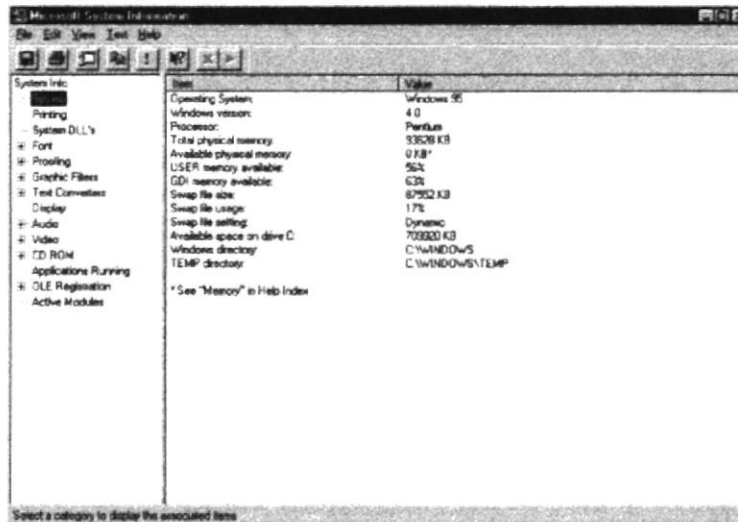 Microsoft System Information
File Edit View Tool Help
System Info
System
Printing
System DLL's
Font
Proofing
Graphic Filters
Text Converters
Display
Audio
Video
CD ROM
Applications Running
OLE Registration
Active Modules
Item Value
Operating System: Windows 95
Windows version: 4.0
Processor: Pentium
Total physical memory: 93628 KB
Available physical memory: 0 KB*
USER memory available: 56%
GDI memory available: 63%
Swap file size: 87552 KB
Swap file usage: 17%
Swap file setting: Dynamic
Available space on drive C: 709920 KB
Windows directory: C:\WINDOWS
TEMP directory: C:\WINDOWS\TEMP
* See "Memory" in Help Index
Select a category to display the associated items